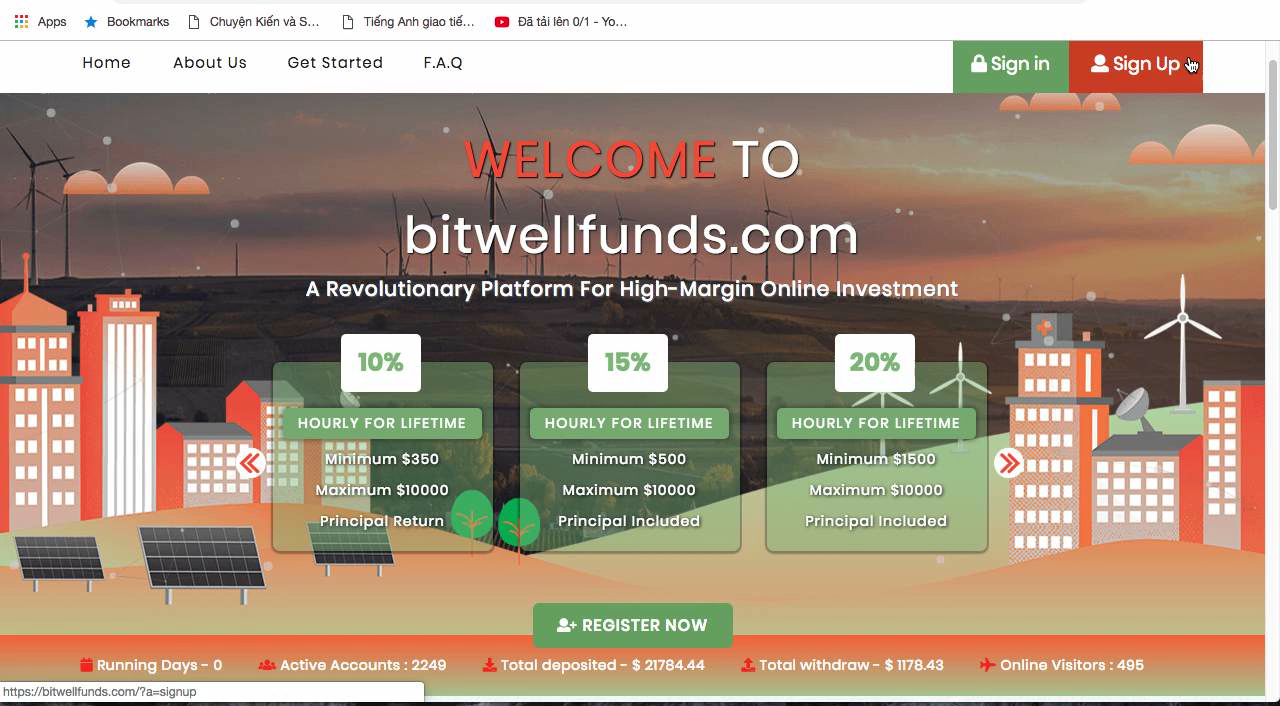 Apps Bookmarks Chuyện Kiến và S… Tiếng Anh giao tiế… Đã tải lên 0/1 - Yo…
Home About Us Get Started F.A.Q Sign in Sign Up
WELCOME TO
bitwellfunds.com
A Revolutionary Platform For High-Margin Online Investment
10% 15% 20%
HOURLY FOR LIFETIME HOURLY FOR LIFETIME HOURLY FOR LIFETIME
Minimum $350 Minimum $500 Minimum $1500
Maximum $10000 Maximum $10000 Maximum $10000
Principal Return Principal Included Principal Included
REGISTER NOW
Running Days - 0 Active Accounts : 2249 Total deposited - $ 21784.44 Total withdraw - $ 1178.43 Online Visitors : 495
https://bitwellfunds.com/?a=signup